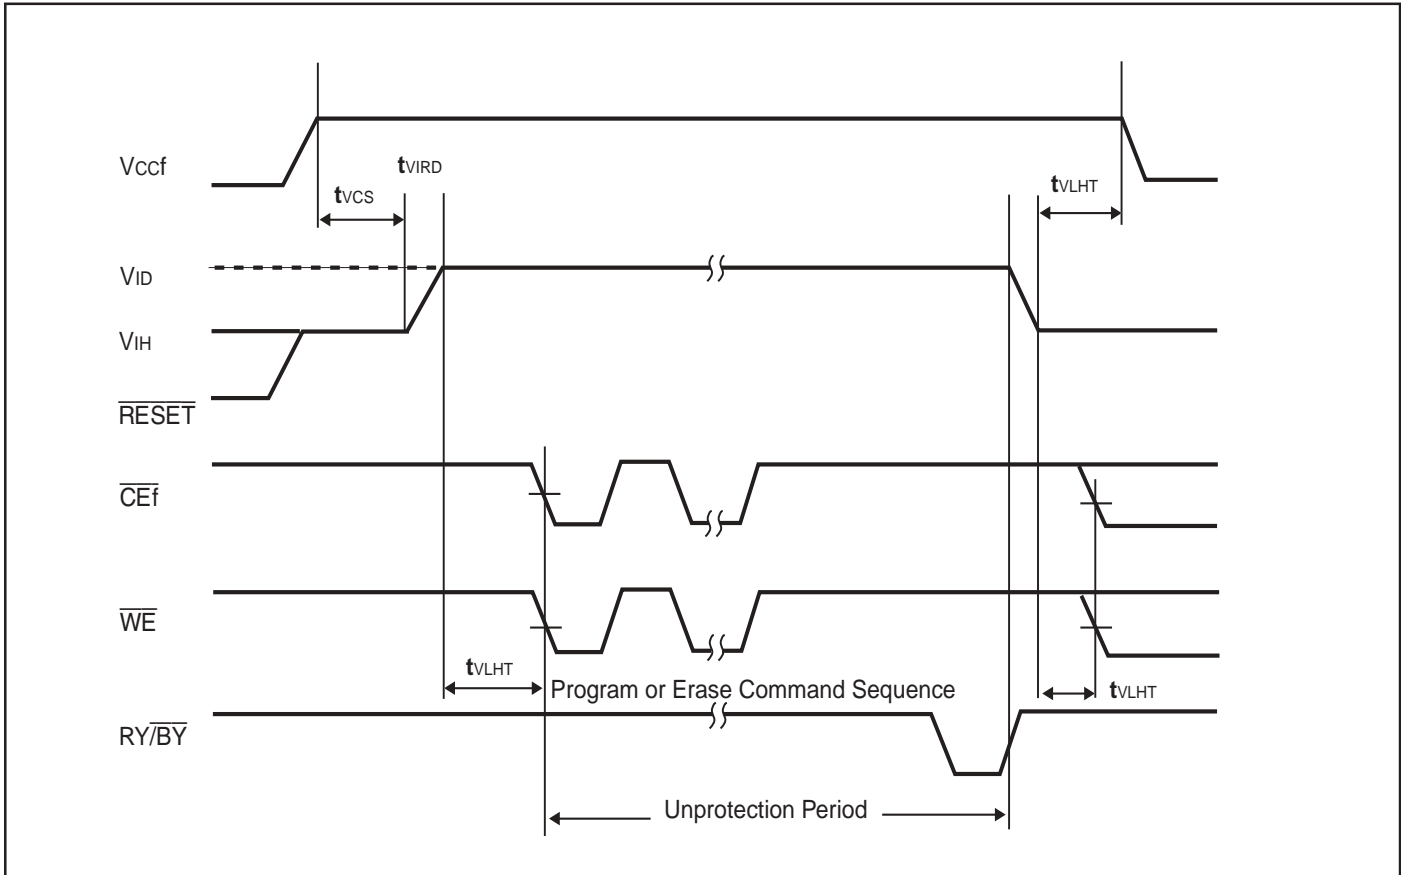 Vccf
tVIRD
tVCS
tVLHT
VID
VIH
RESET
CEf
WE
tVLHT
Program or Erase Command Sequence
tVLHT
RY/BY
Unprotection Period